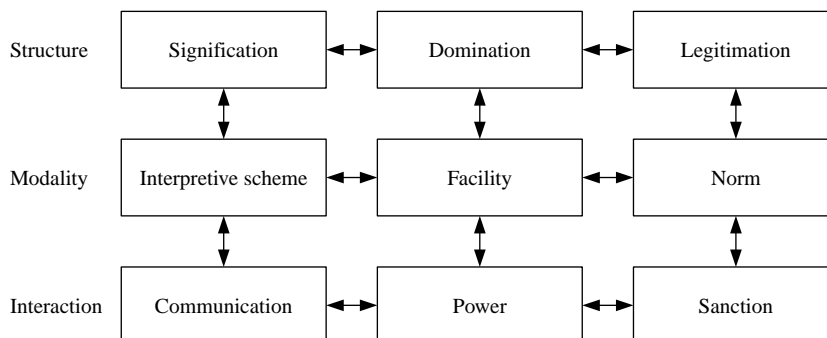 Structure Signification Domination Legitimation
Modality Interpretive scheme Facility Norm
Interaction Communication Power Sanction